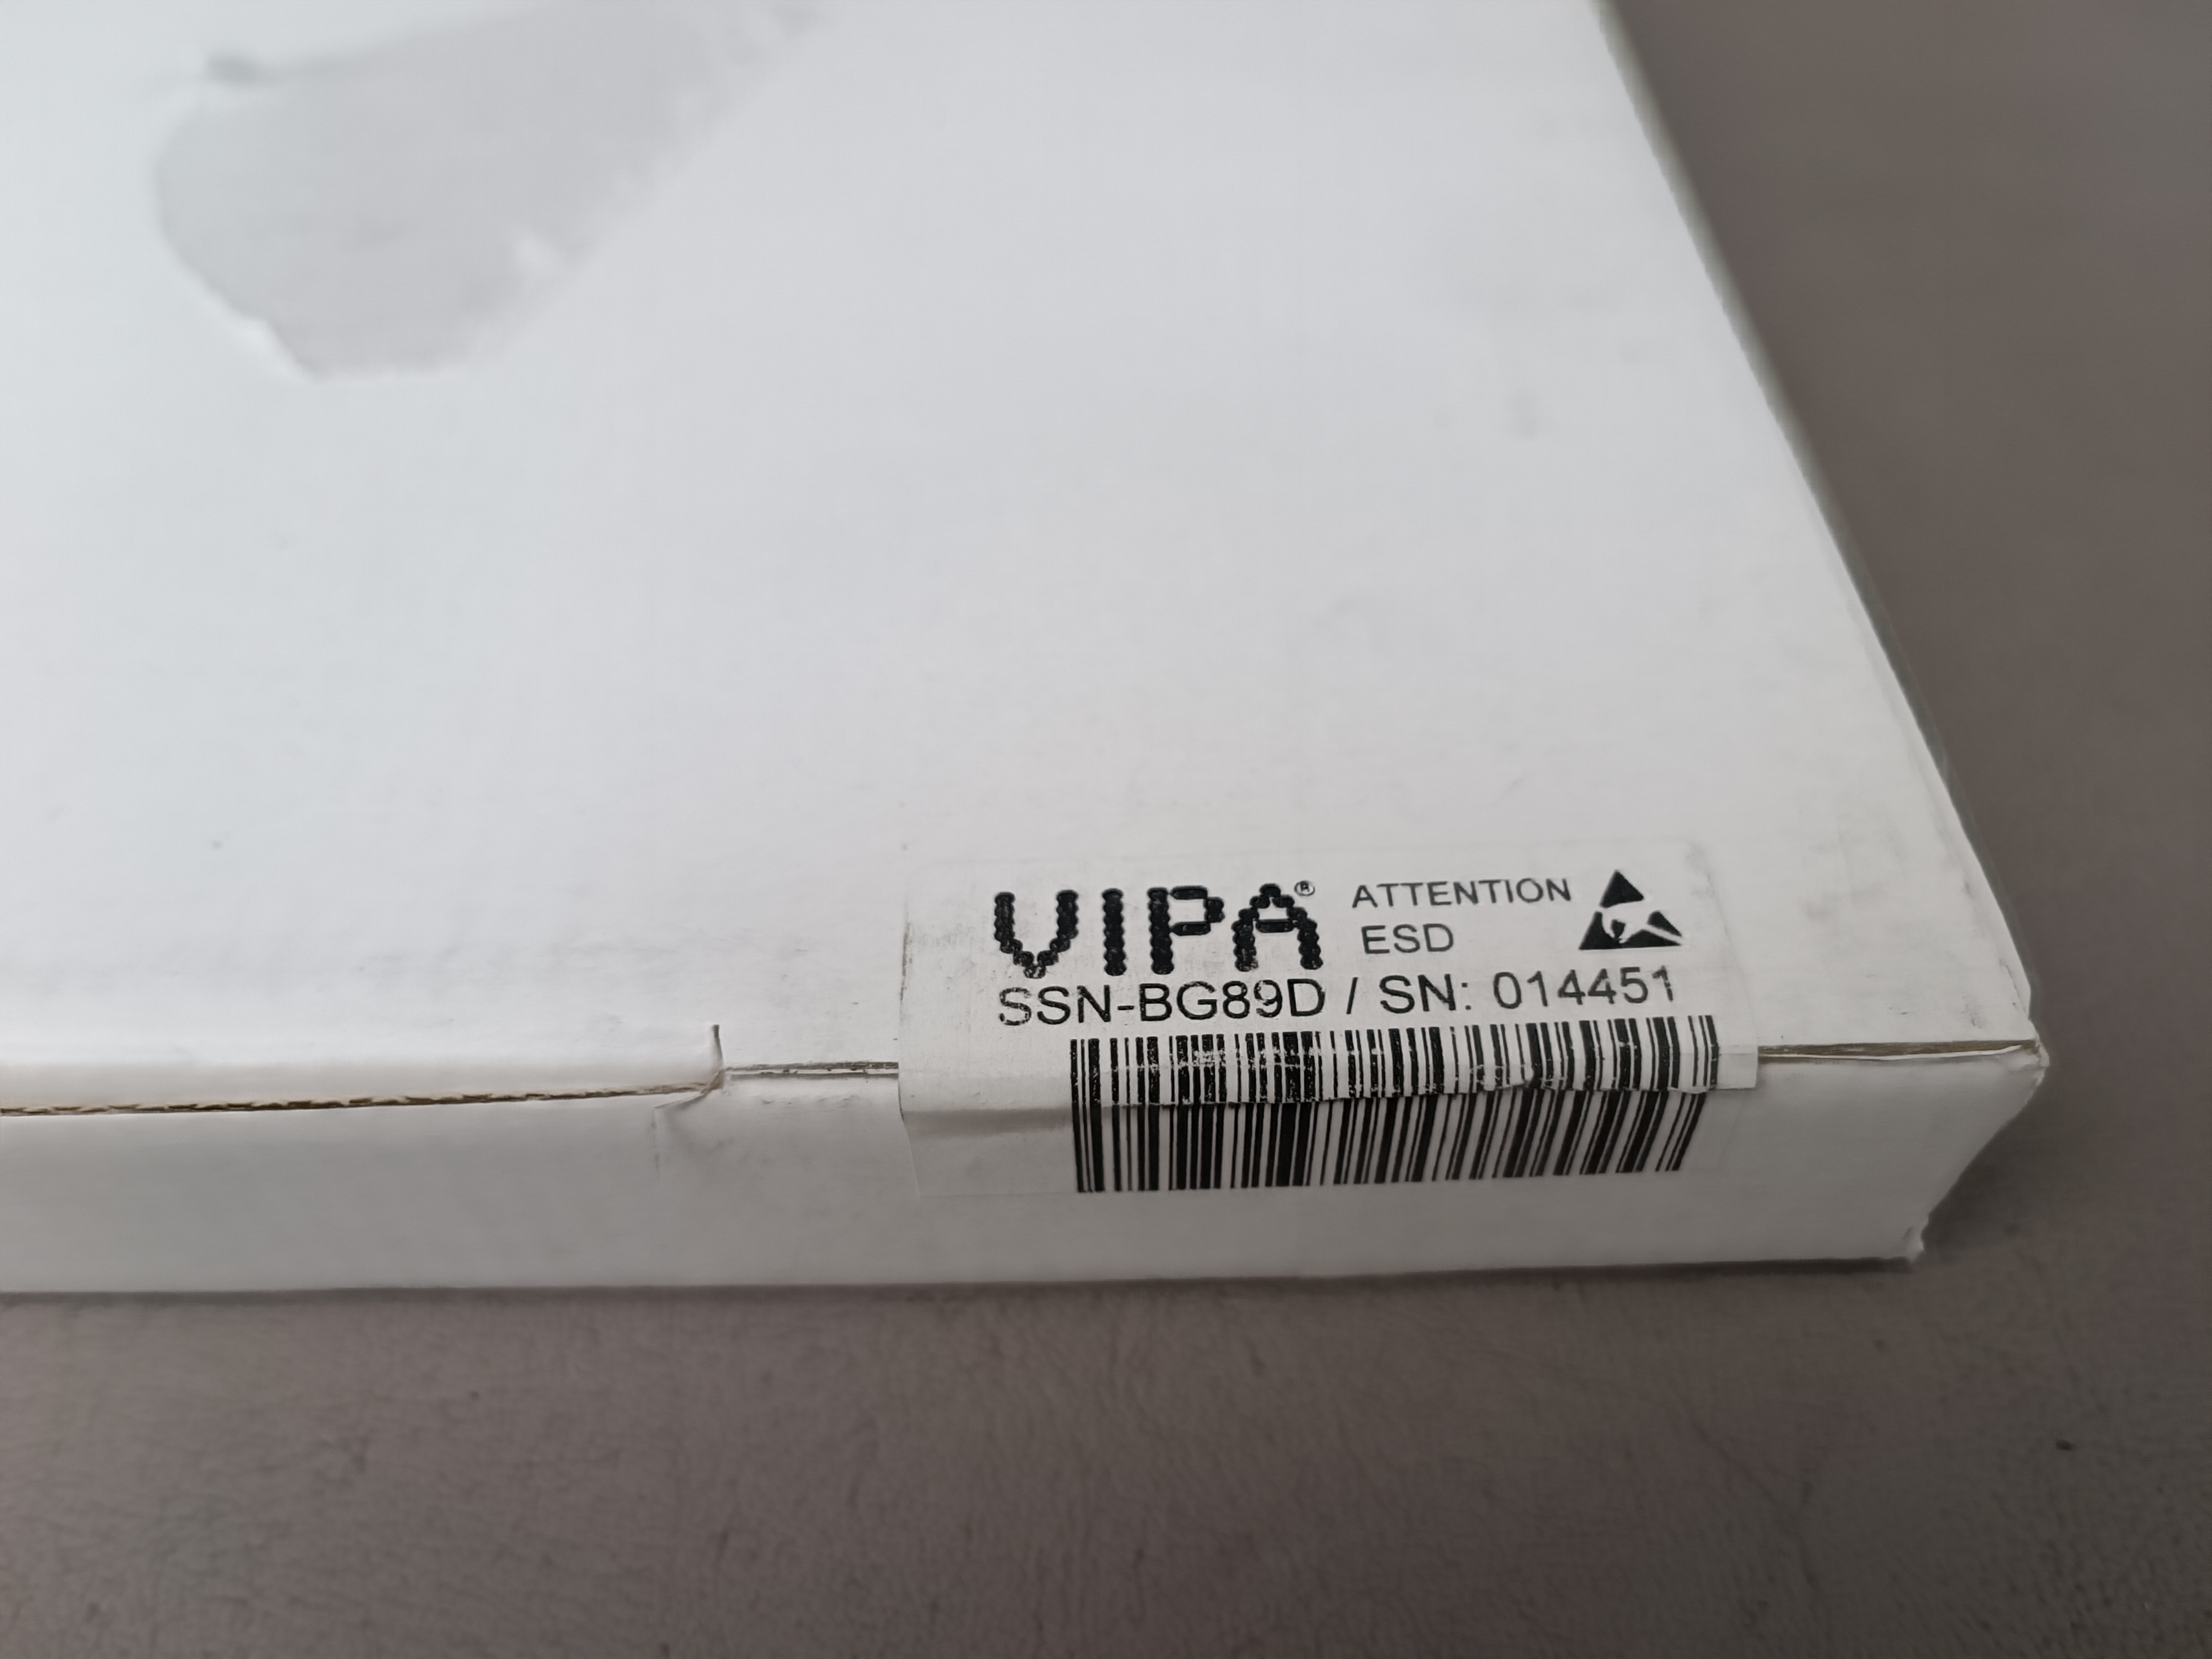 VIPA® ATTENTION
ESD
SSN-BG89D / SN: 014451